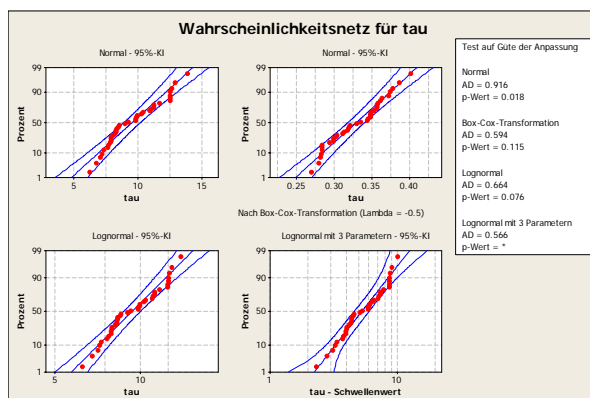 Wahrscheinlichkeitsnetz für tau
Normal - 95%-KI
Normal - 95%-KI
Prozent
99
90
50
10
1
5
10
15
tau
Prozent
99
90
50
10
1
0.25
0.30
0.35
0.40
tau
Nach Box-Cox-Transformation (Lambda = -0.5)
Lognormal - 95%-KI
Lognormal mit 3 Parametern - 95%-KI
Prozent
99
90
50
10
1
5
10
tau
Prozent
99
90
50
10
1
1
10
tau - Schwellenwert
Test auf Güte der Anpassung
Normal
AD = 0.916
p-Wert = 0.018
Box-Cox-Transformation
AD = 0.594
p-Wert = 0.115
Lognormal
AD = 0.664
p-Wert = 0.076
Lognormal mit 3 Parametern
AD = 0.566
p-Wert = *